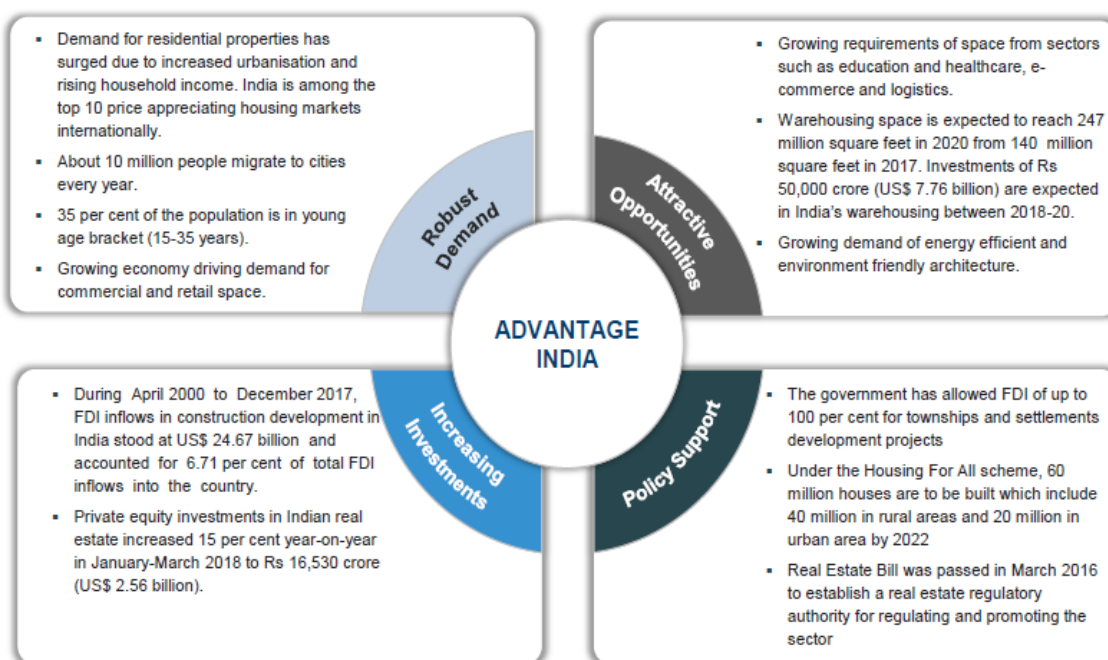 Demand for residential properties has
surged due to increased urbanisation and
rising household income. India is among the
top 10 price appreciating housing markets
internationally.
About 10 million people migrate to cities
every year.
35 per cent of the population is in young
age bracket (15-35 years).
Growing economy driving demand for
commercial and retail space.
Robust
Demand
Growing requirements of space from sectors
such as education and healthcare, e-
commerce and logistics.
Warehousing space is expected to reach 247
million square feet in 2020 from 140 million
square feet in 2017. Investments of Rs
50,000 crore (US$ 7.76 billion) are expected
in India's warehousing between 2018-20.
Growing demand of energy efficient and
environment friendly architecture.
Attractive
Opportunities
ADVANTAGE
INDIA
During April 2000 to December 2017,
FDI inflows in construction development in
India stood at US$ 24.67 billion and
accounted for 6.71 per cent of total FDI
inflows into the country.
Private equity investments in Indian real
estate increased 15 per cent year-on-year
in January-March 2018 to Rs 16,530 crore
(US$ 2.56 billion).
Increasing
Investments
The government has allowed FDI of up to
100 per cent for townships and settlements
development projects
Under the Housing For All scheme, 60
million houses are to be built which include
40 million in rural areas and 20 million in
urban area by 2022
Real Estate Bill was passed in March 2016
to establish a real estate regulatory
authority for regulating and promoting the
sector
Policy Support